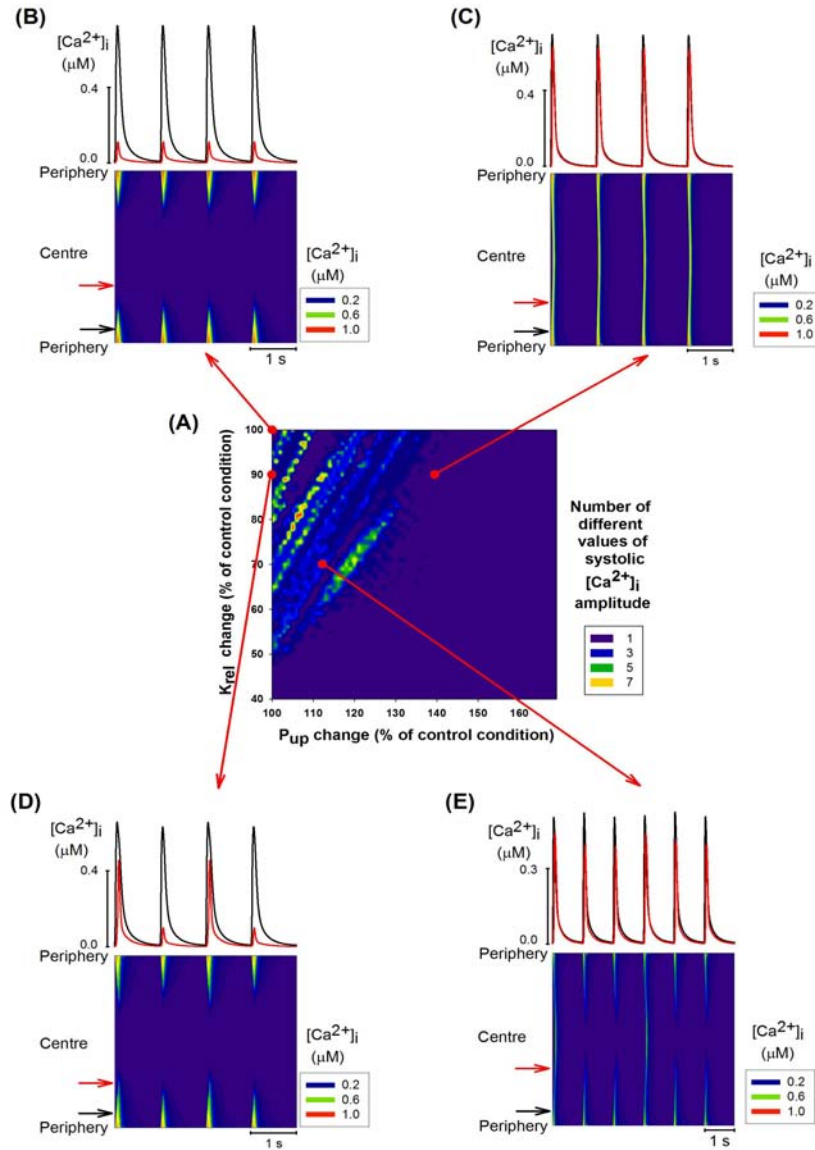 (B)
[Ca2+]i
(μM)
0.4
0.0
Periphery
Centre
Periphery
[Ca2+]i
(μM)
0.2
0.6
1.0
1 s
(C)
[Ca2+]i
(μM)
0.4
0.0
Periphery
Centre
Periphery
[Ca2+]i
(μM)
0.2
0.6
1.0
1 s
(A)
Krel change (% of control condition)
100
90
80
70
60
50
40
100
110
120
130
140
150
160
Pup change (% of control condition)
Number of
different
values of
systolic
[Ca2+]i
amplitude
1
3
5
7
(D)
[Ca2+]i
(μM)
0.4
0.0
Periphery
Centre
Periphery
[Ca2+]i
(μM)
0.2
0.6
1.0
1 s
(E)
[Ca2+]i
(μM)
0.3
0.0
Periphery
Centre
Periphery
[Ca2+]i
(μM)
0.2
0.6
1.0
1 s